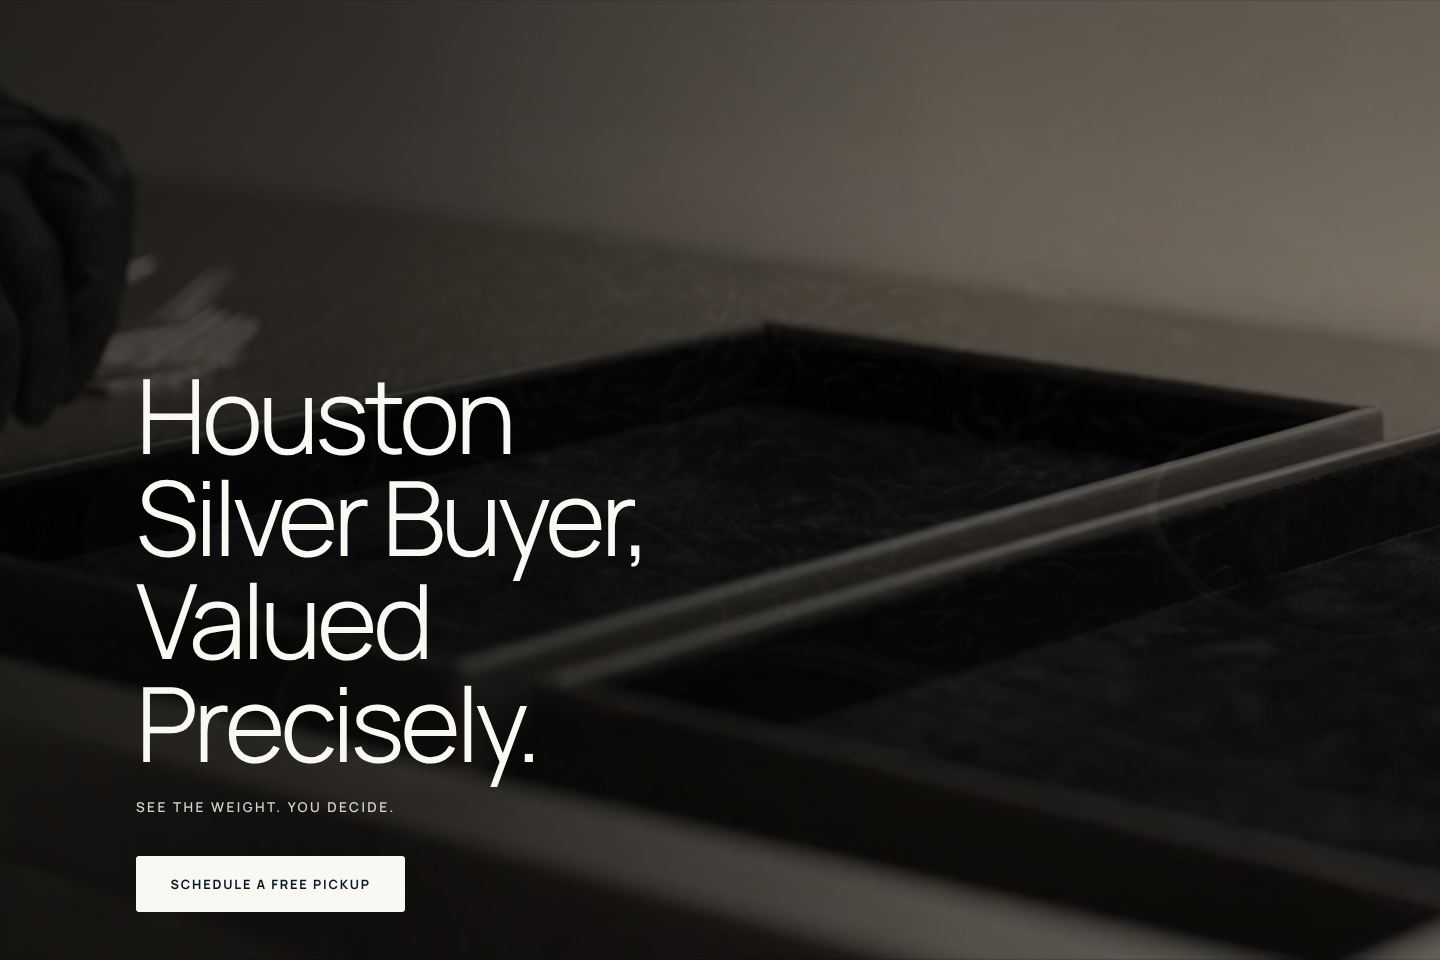 Houston
Silver Buyer,
Valued
Precisely.
SEE THE WEIGHT. YOU DECIDE.
SCHEDULE A FREE PICKUP